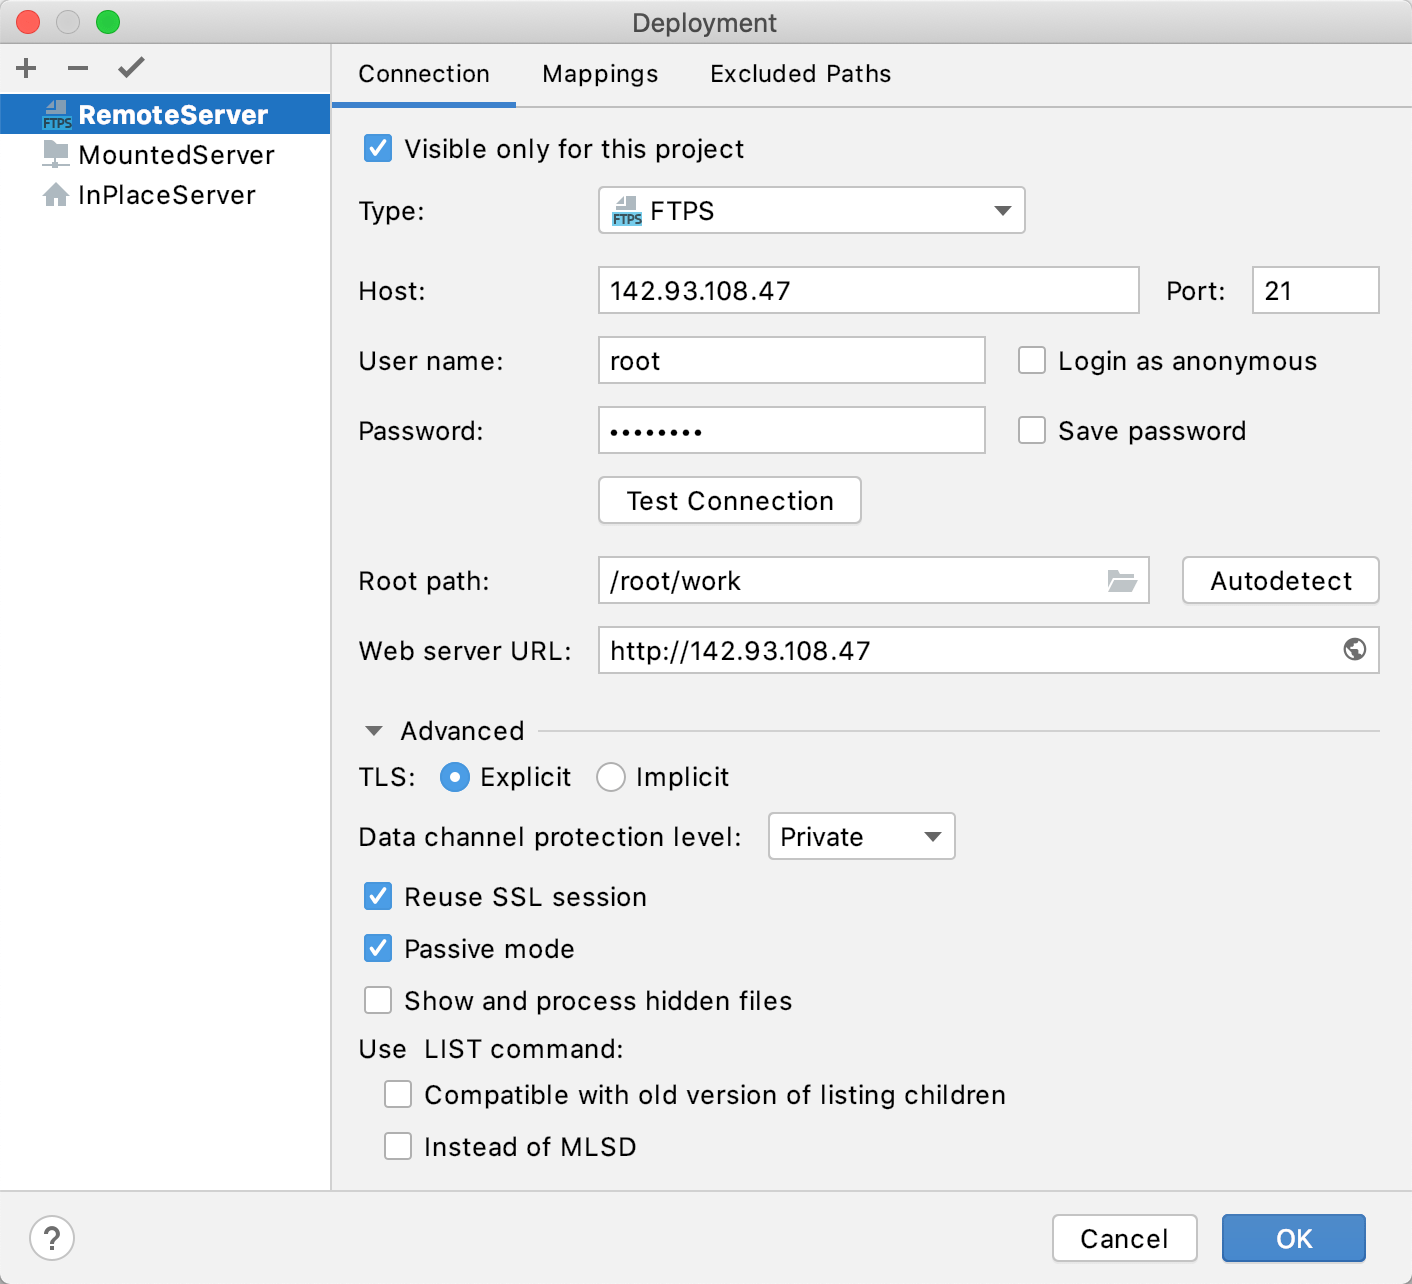 Deployment
Connection Mappings Excluded Paths
FTPS RemoteServer
MountedServer
InPlaceServer
Visible only for this project
Type: FTPS FTPS
Host: 142.93.108.47 Port: 21
User name: root Login as anonymous
Password: •••••••• Save password
Test Connection
Root path: /root/work Autodetect
Web server URL: http://142.93.108.47
Advanced
TLS: Explicit Implicit
Data channel protection level: Private
Reuse SSL session
Passive mode
Show and process hidden files
Use LIST command:
Compatible with old version of listing children
Instead of MLSD
? Cancel OK